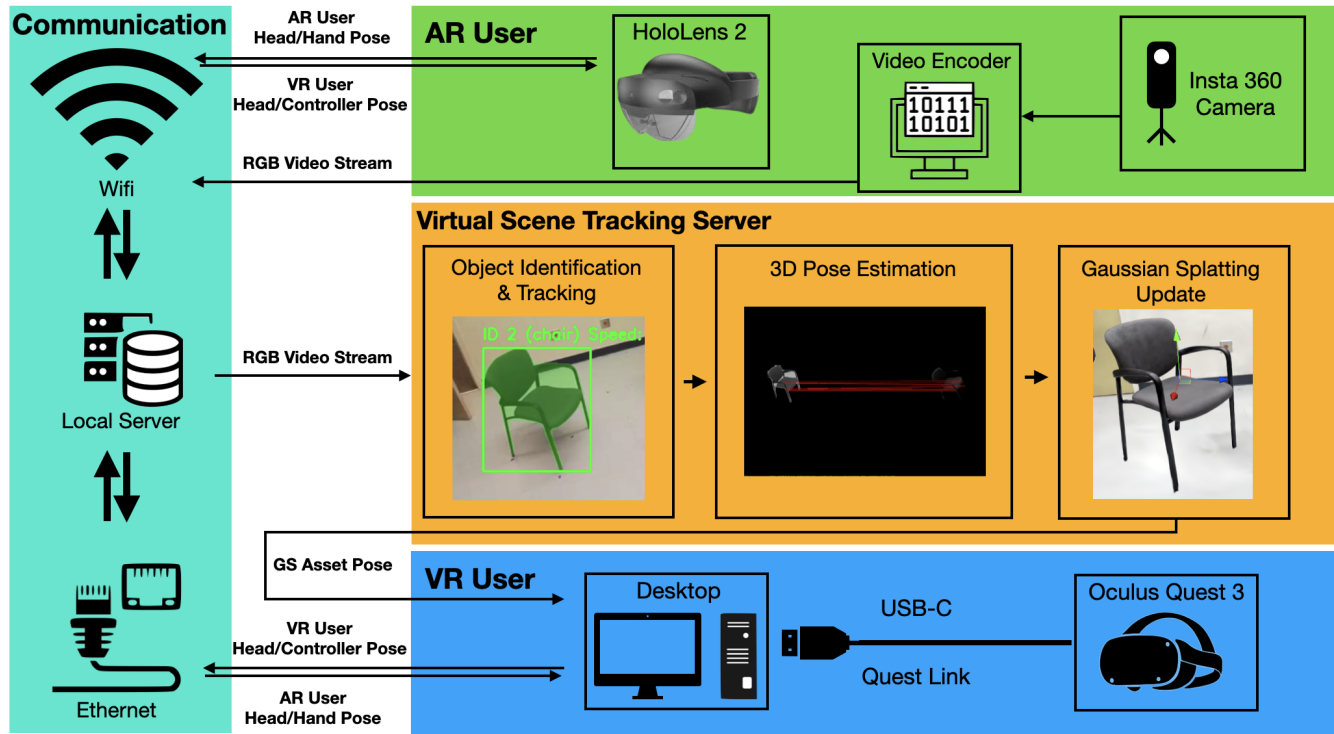 Communication
AR User
Head/Hand Pose
VR User
Head/Controller Pose
RGB Video Stream
Wifi
RGB Video Stream
Local Server
GS Asset Pose
VR User
Head/Controller Pose
AR User
Head/Hand Pose
Ethernet
AR User
HoloLens 2
Video Encoder
10111
10101
Insta 360
Camera
Virtual Scene Tracking Server
Object Identification
& Tracking
ID 2 (chair) Speed:
3D Pose Estimation
Gaussian Splatting
Update
VR User
Desktop
USB-C
Quest Link
Oculus Quest 3